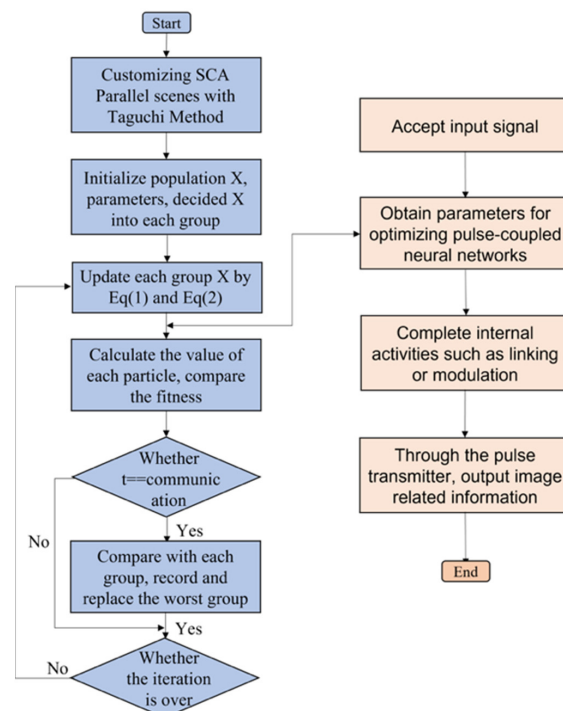 Start
Customizing SCA
Parallel scenes with
Taguchi Method
Initialize population X,
parameters, decided X
into each group
Update each group X by
Eq(1) and Eq(2)
Calculate the value of
each particle, compare
the fitness
Whether
t==communic
ation
Yes
No
Compare with each
group, record and
replace the worst group
Yes
Whether
the iteration
is over
No
Accept input signal
Obtain parameters for
optimizing pulse-coupled
neural networks
Complete internal
activities such as linking
or modulation
Through the pulse
transmitter, output image
related information
End